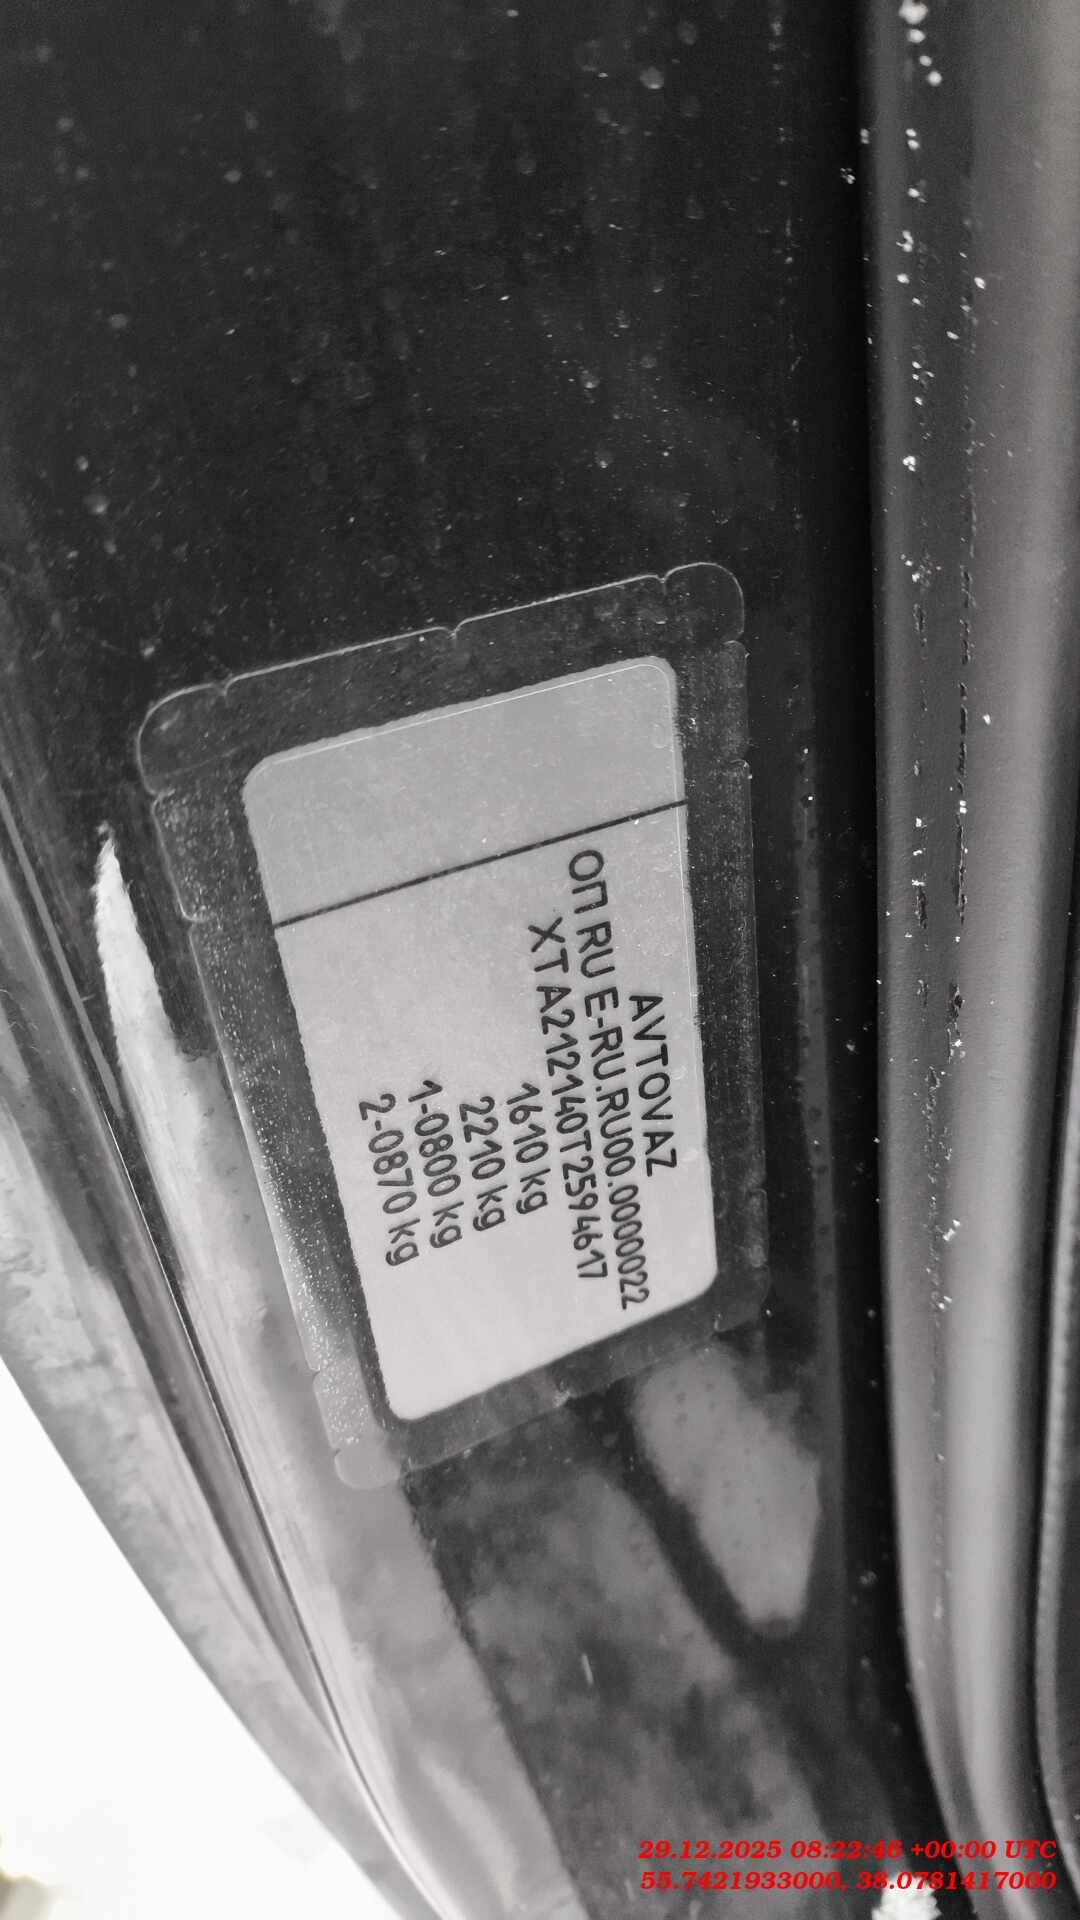 AVTOVAZ
ОП RU E-RU.RU00.0000022
XTA212140T2594617
1610 kg
2210 kg
1-0800 kg
2-0870 kg
29.12.2025 08:22:46 +00:00 UTC
55.7421933000, 38.0781417000